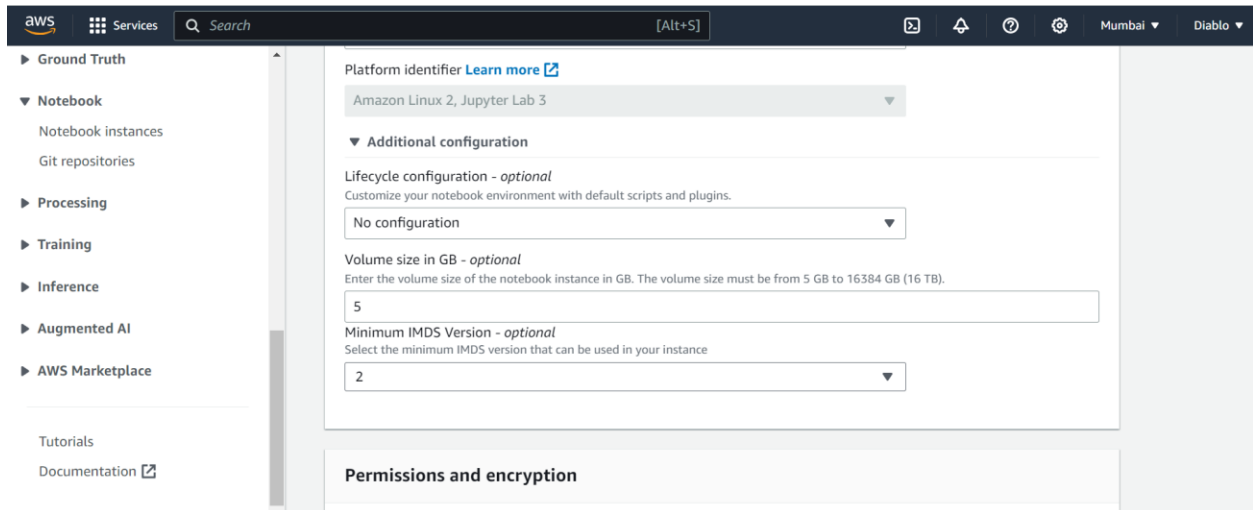 aws
Services
Search
[Alt+S]
Mumbai
Diablo
Ground Truth
Notebook
Notebook instances
Git repositories
Processing
Training
Inference
Augmented AI
AWS Marketplace
Tutorials
Documentation
Platform identifier Learn more
Amazon Linux 2, Jupyter Lab 3
Additional configuration
Lifecycle configuration - optional
Customize your notebook environment with default scripts and plugins.
No configuration
Volume size in GB - optional
Enter the volume size of the notebook instance in GB. The volume size must be from 5 GB to 16384 GB (16 TB).
5
Minimum IMDS Version - optional
Select the minimum IMDS version that can be used in your instance
2
Permissions and encryption